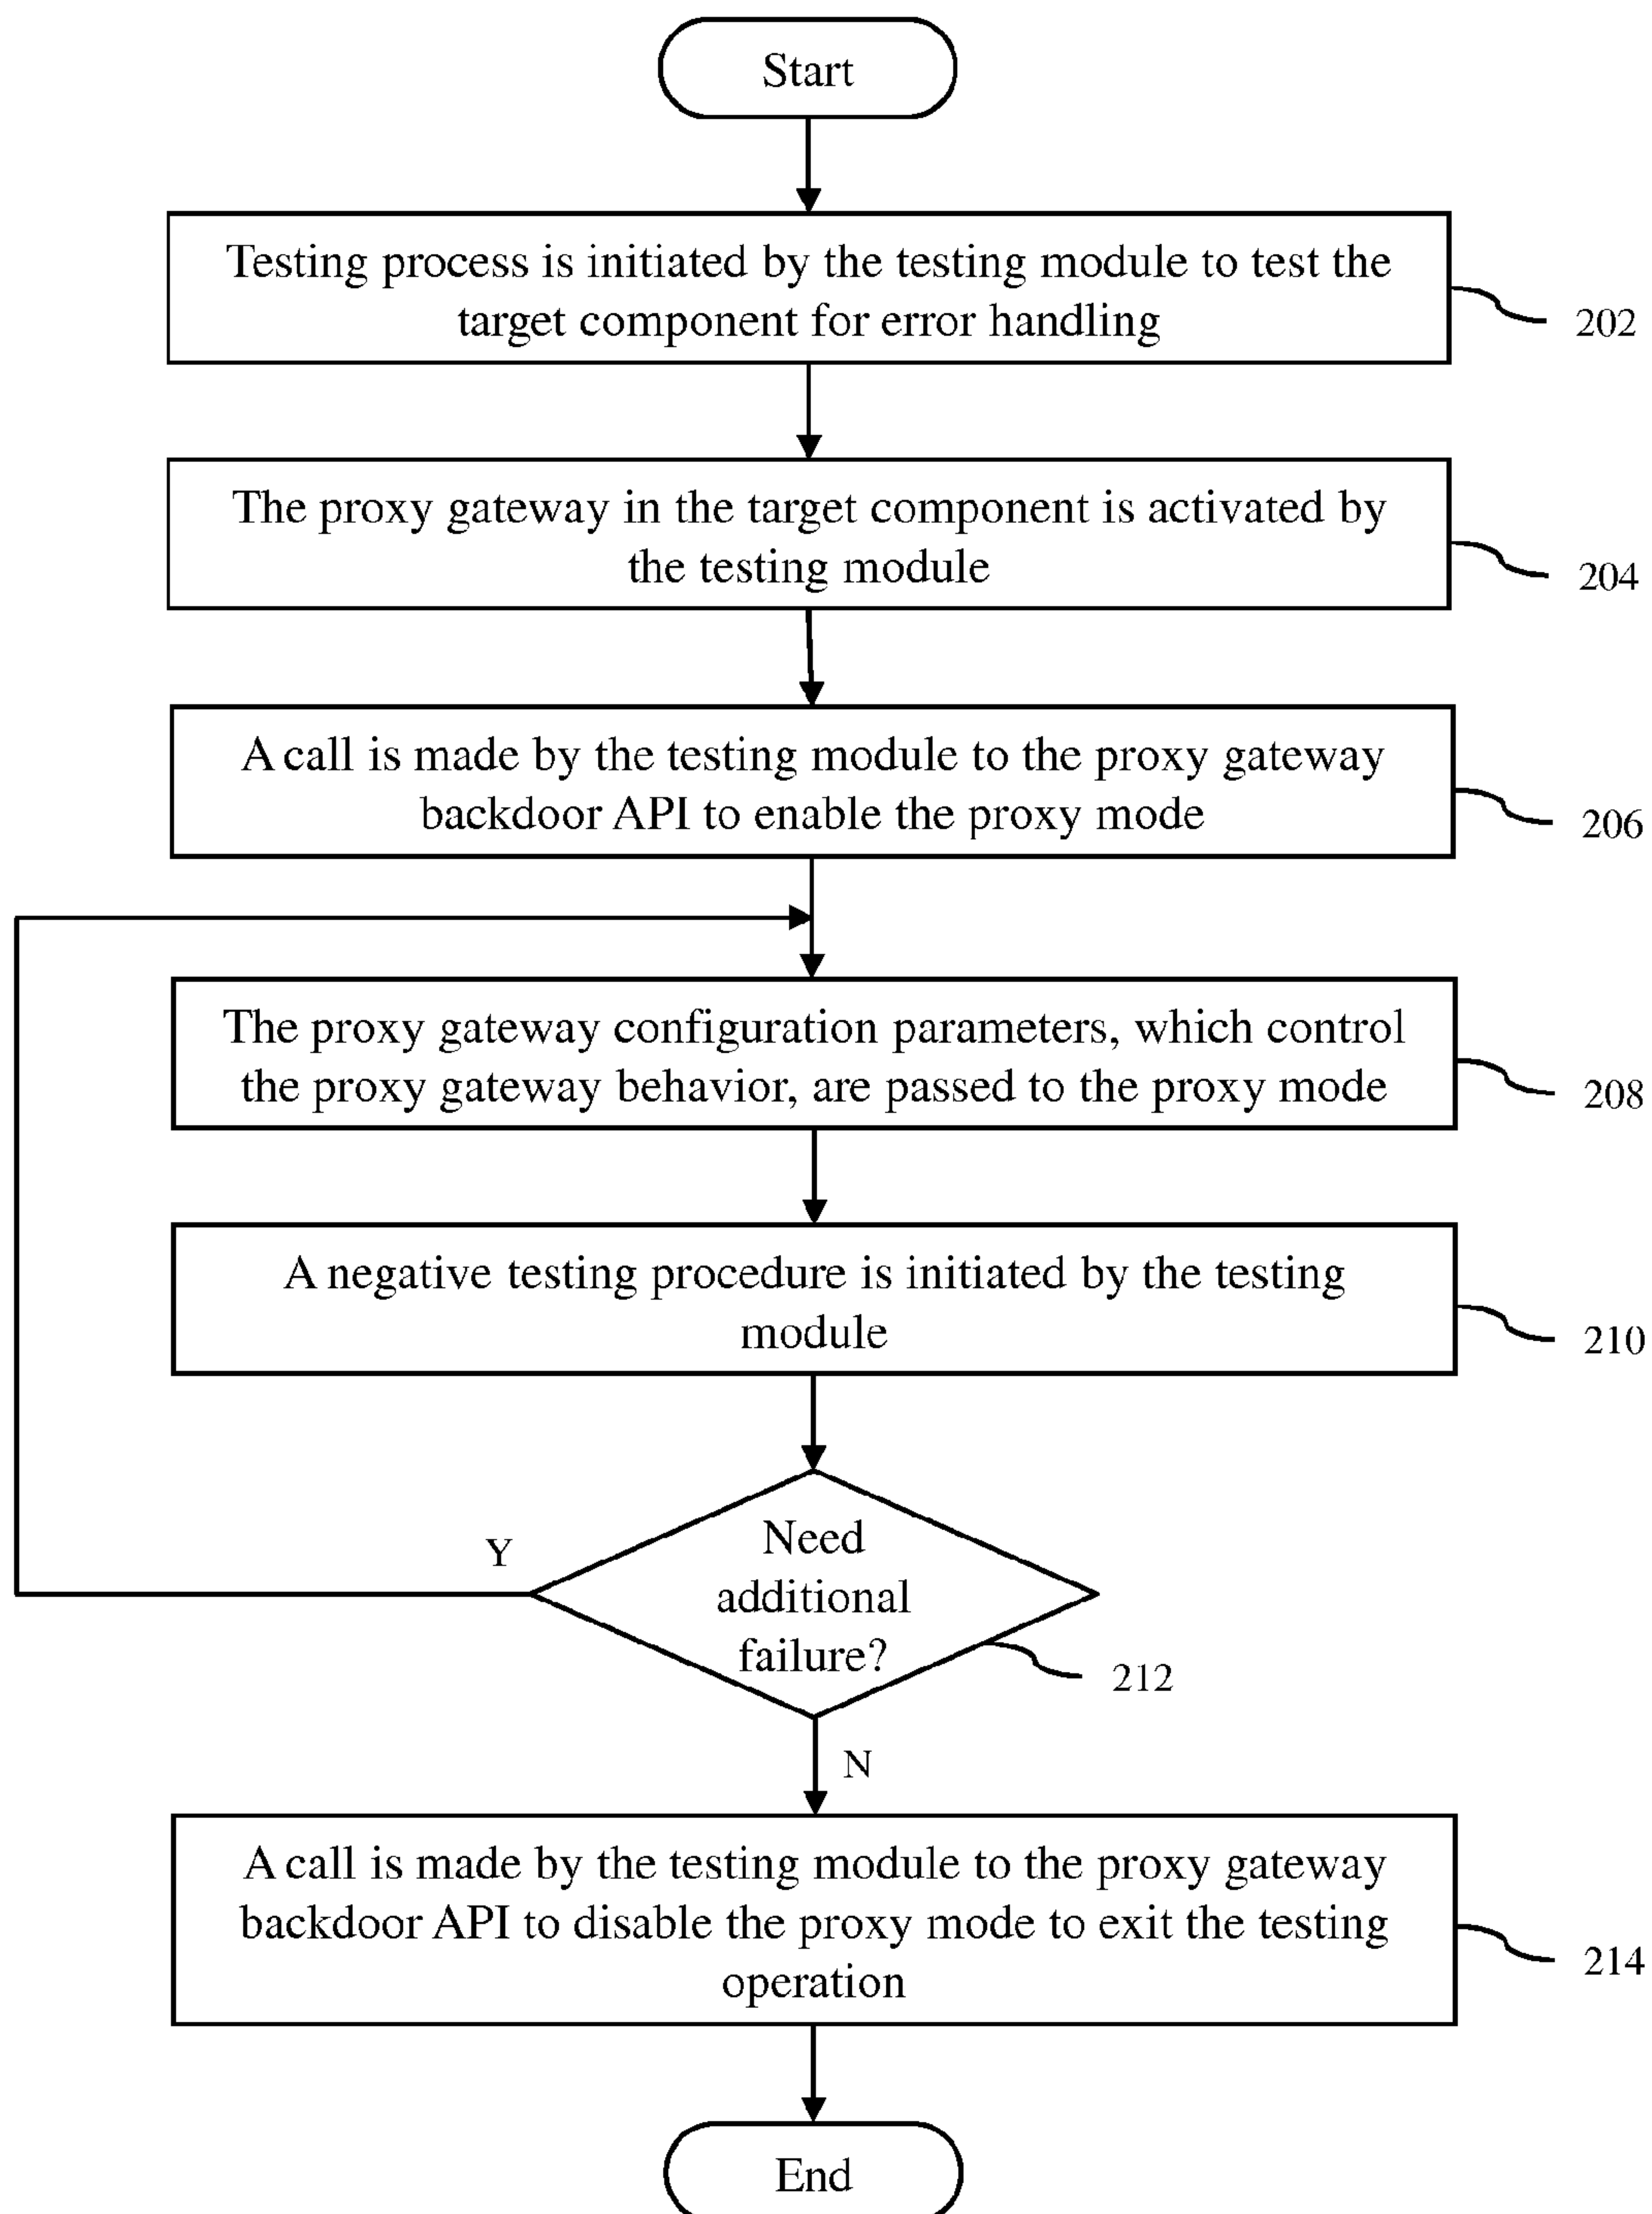 Start
Testing process is initiated by the testing module to test the
target component for error handling
202
The proxy gateway in the target component is activated by
the testing module
204
A call is made by the testing module to the proxy gateway
backdoor API to enable the proxy mode
206
The proxy gateway configuration parameters, which control
the proxy gateway behavior, are passed to the proxy mode
208
A negative testing procedure is initiated by the testing
module
210
Need
additional
failure?
Y
212
N
A call is made by the testing module to the proxy gateway
backdoor API to disable the proxy mode to exit the testing
operation
214
End